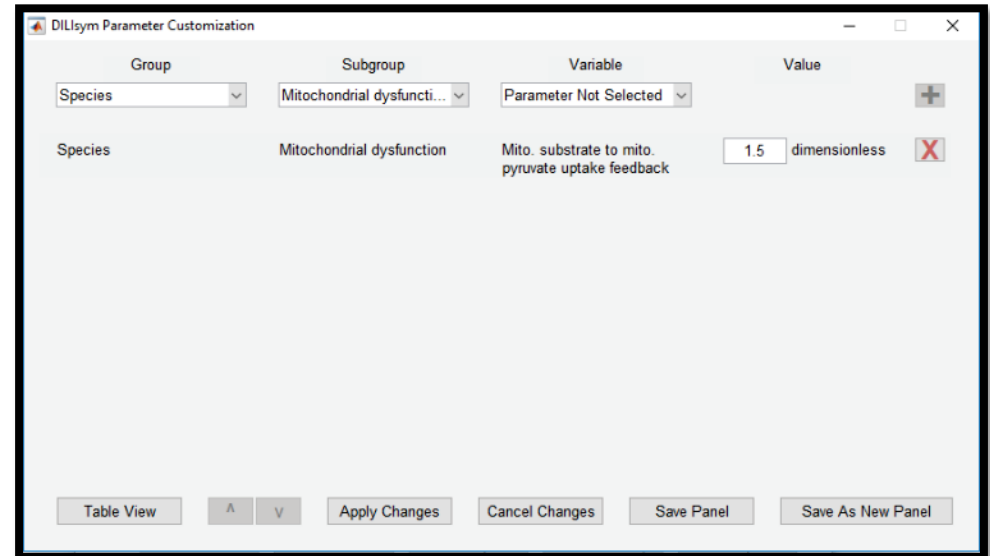 DILIsym Parameter Customization
Group Subgroup Variable Value
Species Mitochondrial dysfuncti... Parameter Not Selected
Species Mitochondrial dysfunction Mito. substrate to mito. 1.5 dimensionless X
pyruvate uptake feedback
Table View ^ v Apply Changes Cancel Changes Save Panel Save As New Panel